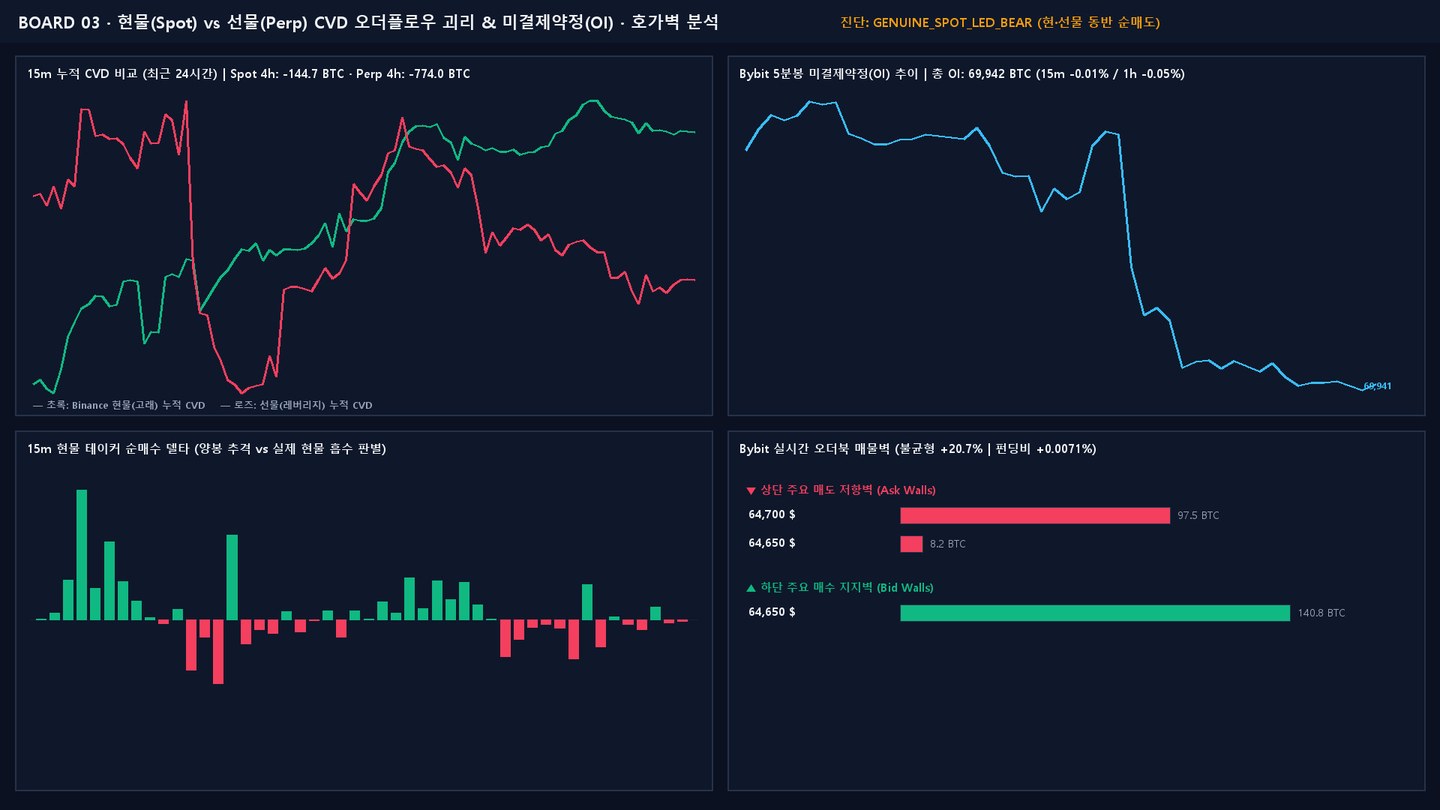 BOARD 03 · 현물(Spot) vs 선물(Perp) CVD 오더플로우 괴리 & 미결제약정(OI) · 호가벽 분석
진단: GENUINE_SPOT_LED_BEAR (현·선물 동반 순매도)
15m 누적 CVD 비교 (최근 24시간) | Spot 4h: -144.7 BTC · Perp 4h: -774.0 BTC
— 초록: Binance 현물(고래) 누적 CVD
— 로즈: 선물(레버리지) 누적 CVD
Bybit 5분봉 미결제약정(OI) 추이 | 총 OI: 69,942 BTC (15m -0.01% / 1h -0.05%)
69,941
15m 현물 테이커 순매수 델타 (양봉 추격 vs 실제 현물 흡수 판별)
Bybit 실시간 오더북 매물벽 (불균형 +20.7% | 펀딩비 +0.0071%)
▼ 상단 주요 매도 저항벽 (Ask Walls)
64,700 $ 97.5 BTC
64,650 $ 8.2 BTC
▲ 하단 주요 매수 지지벽 (Bid Walls)
64,650 $ 140.8 BTC